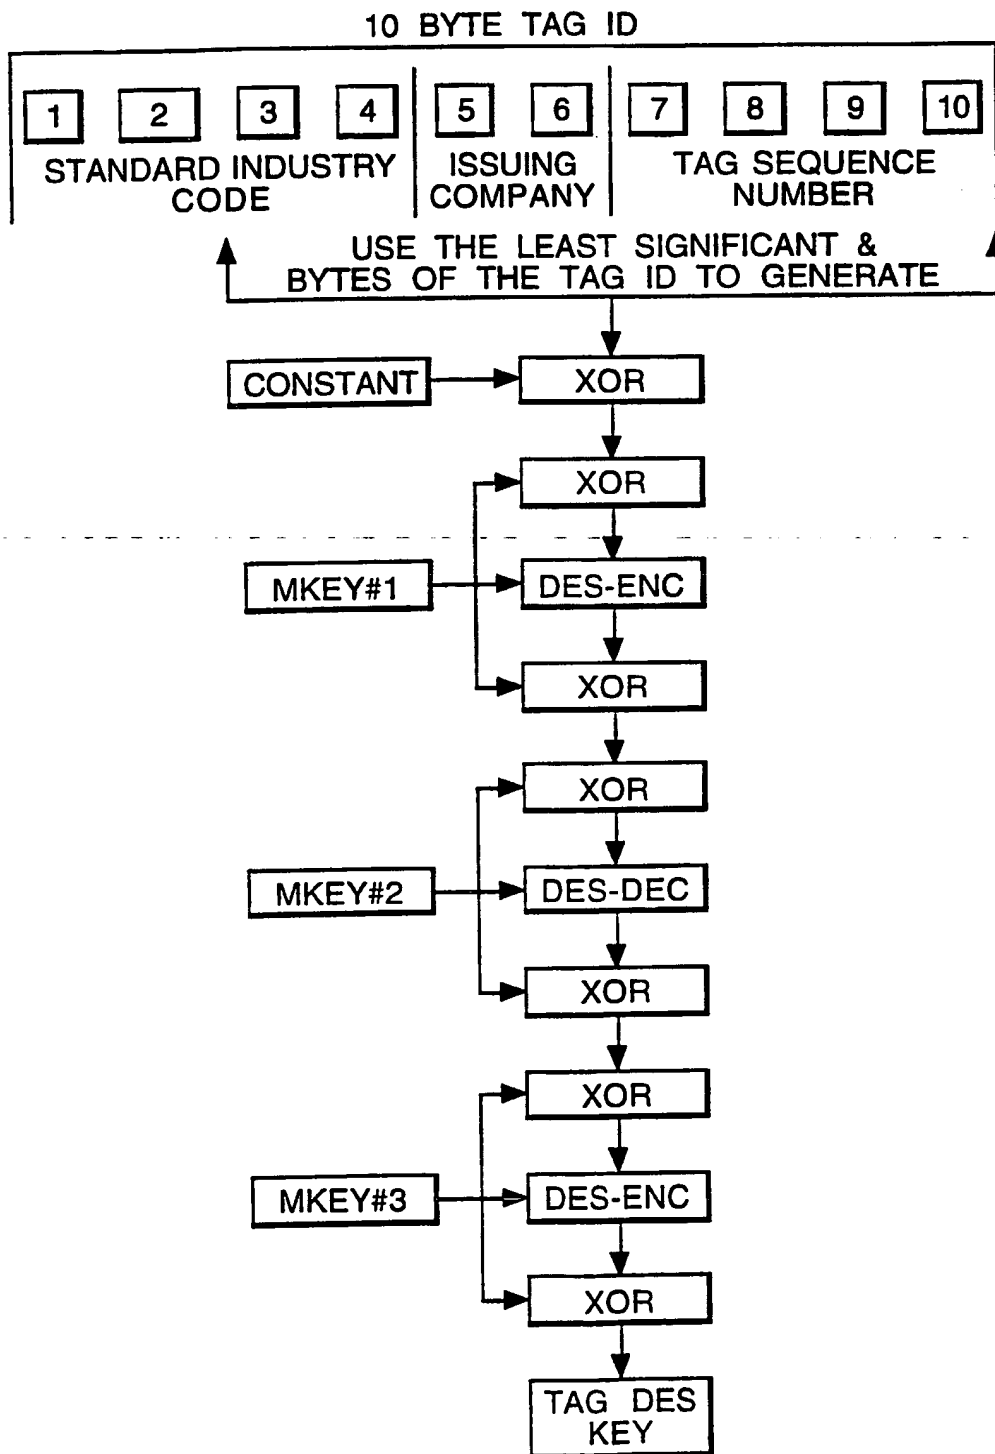 10 BYTE TAG ID
1 2 3 4 5 6 7 8 9 10
STANDARD INDUSTRY
CODE
ISSUING
COMPANY
TAG SEQUENCE
NUMBER
USE THE LEAST SIGNIFICANT &
BYTES OF THE TAG ID TO GENERATE
CONSTANT
XOR
XOR
MKEY#1
DES-ENC
XOR
XOR
MKEY#2
DES-DEC
XOR
XOR
MKEY#3
DES-ENC
XOR
TAG DES
KEY